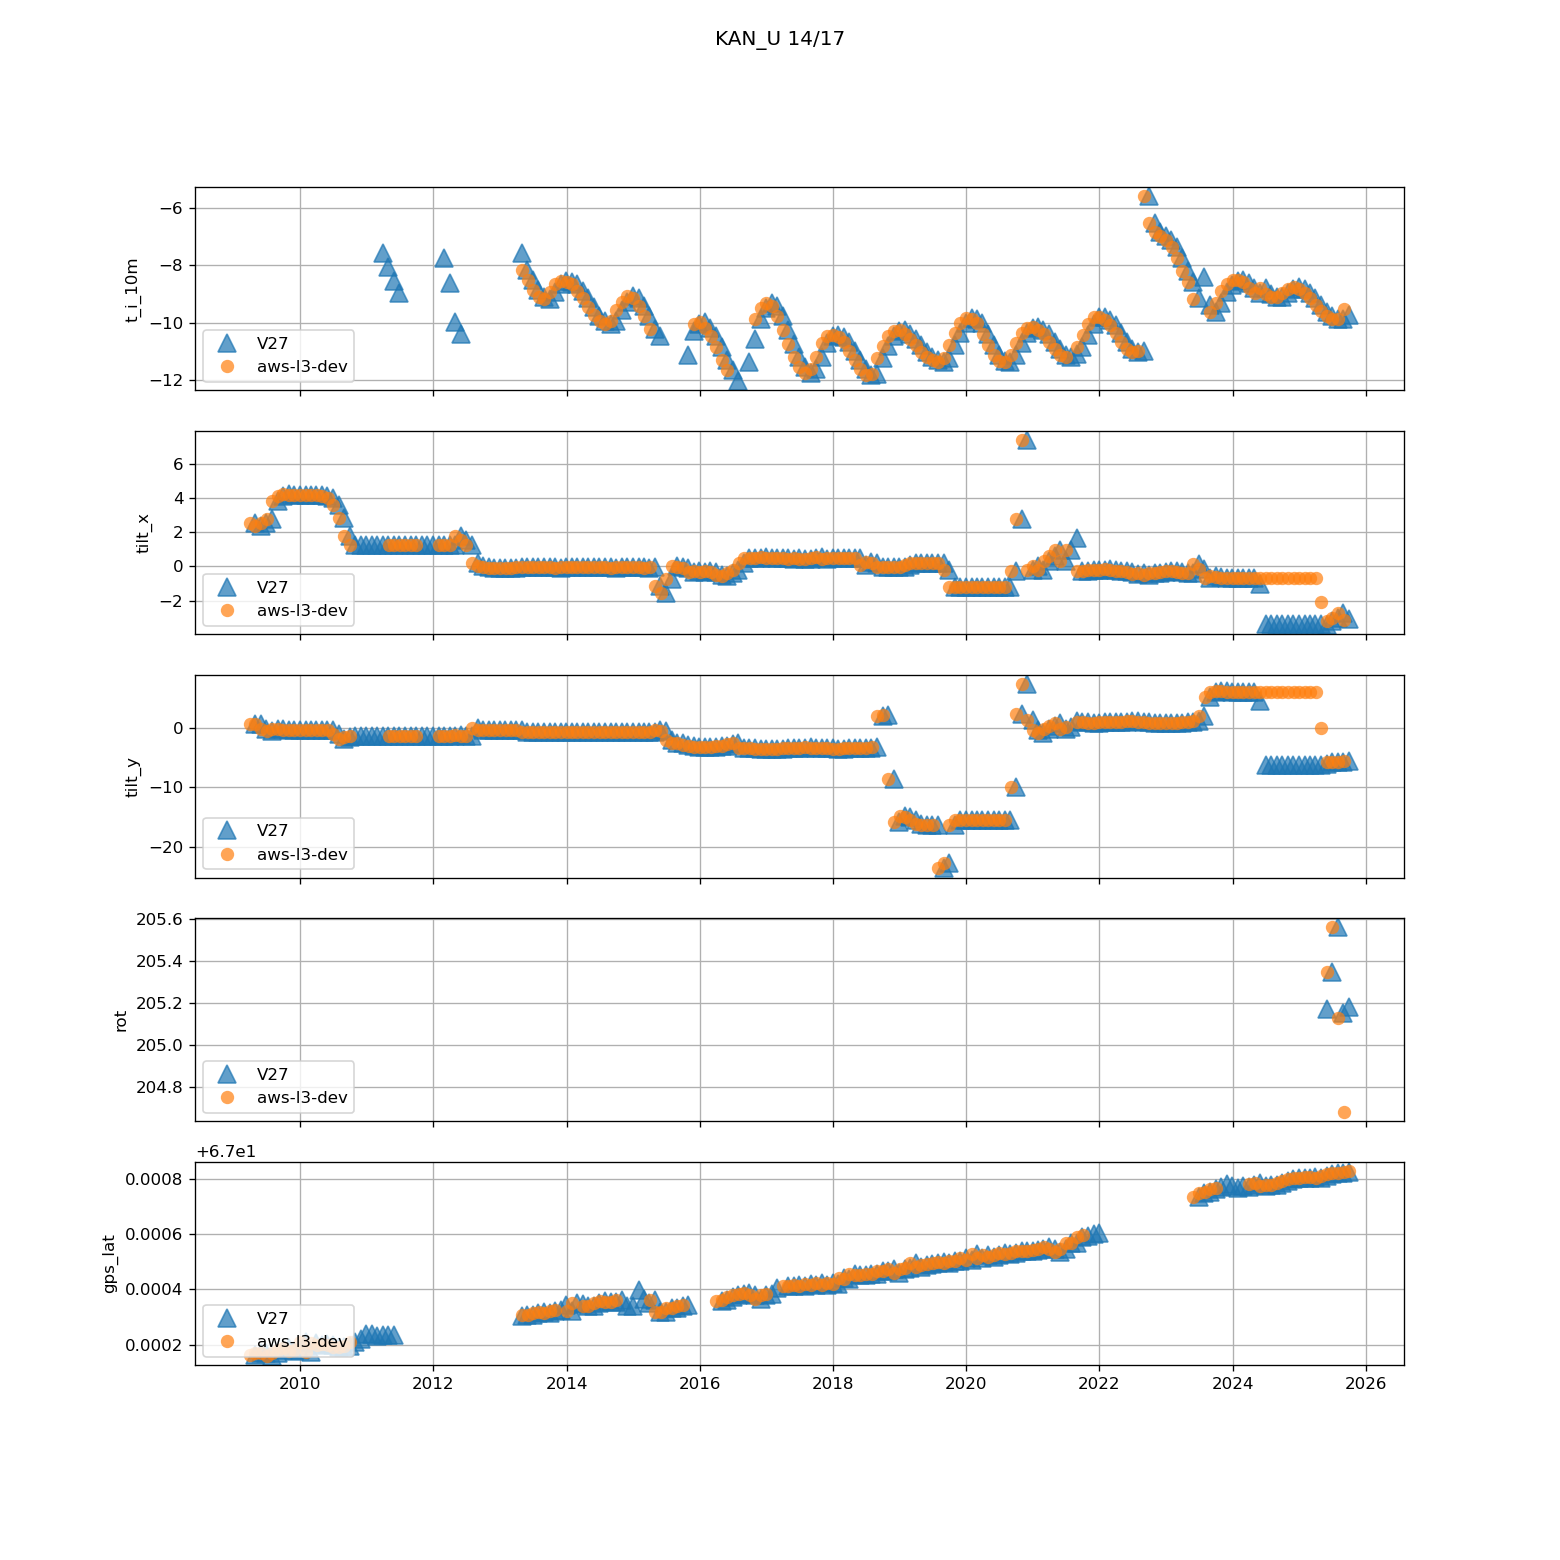 KAN_U 14/17
t_i_10m
−6
−8
−10
−12
V27
aws-l3-dev
tilt_x
6
4
2
0
−2
V27
aws-l3-dev
tilt_y
0
−10
−20
V27
aws-l3-dev
rot
205.6
205.4
205.2
205.0
204.8
V27
aws-l3-dev
+6.7e1
gps_lat
0.0008
0.0006
0.0004
0.0002
V27
aws-l3-dev
2010 2012 2014 2016 2018 2020 2022 2024 2026